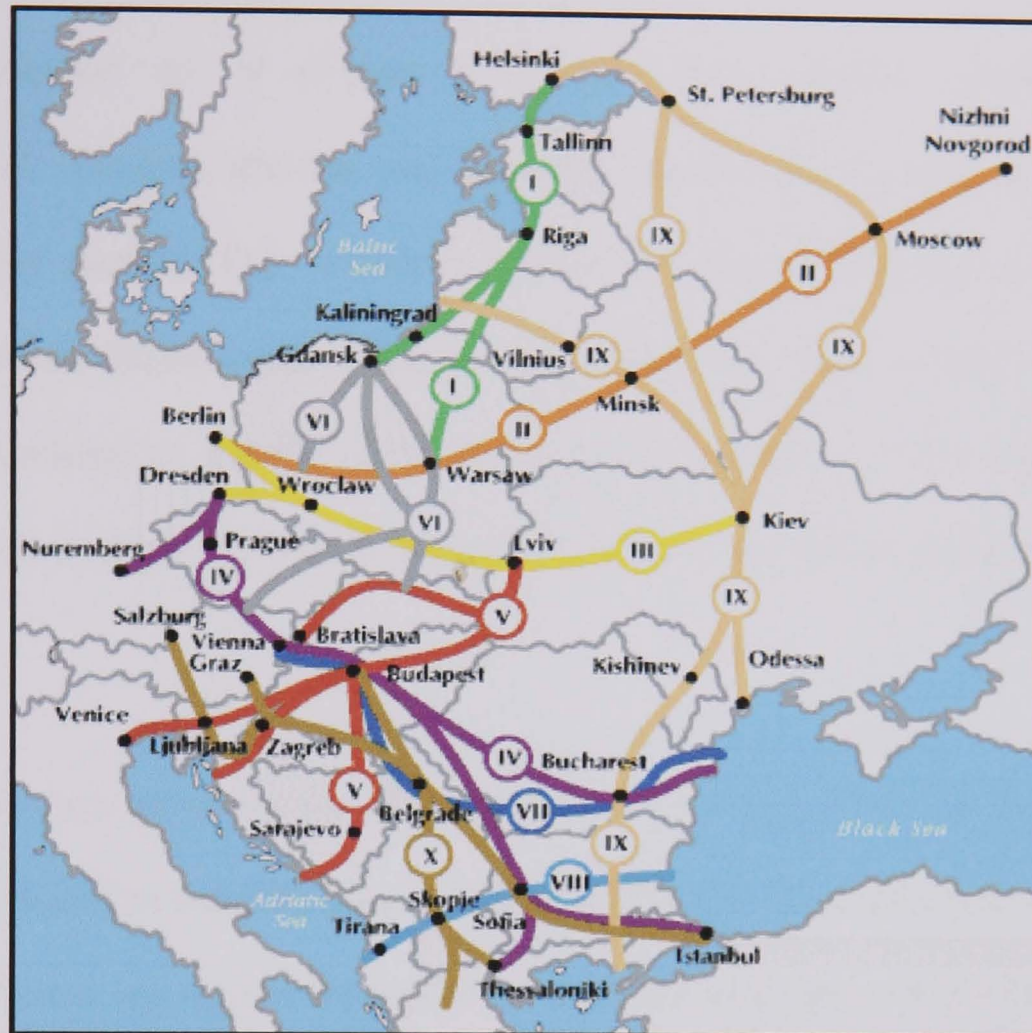 Helsinki
St. Petersburg
Nizhni
Novgorod
Tallinn
I
Riga
IX
Moscow
Baltic
Sea
II
Kaliningrad
Gdansk
Vilnius
IX
IX
I
Minsk
VI
Berlin
II
Dresden
Wroclaw
Warsaw
VI
Kiev
Nuremberg
Prague
Lviv
III
IV
IX
Salzburg
V
Vienna
Bratislava
Graz
Budapest
Kishinev
Odessa
Venice
Ljubljana
Zagreb
IV
Bucharest
V
Belgrade
VII
Sarajevo
Black Sea
IX
X
VIII
Adriatic
Sea
Skopje
Tirana
Sofia
Istanbul
Thessaloniki